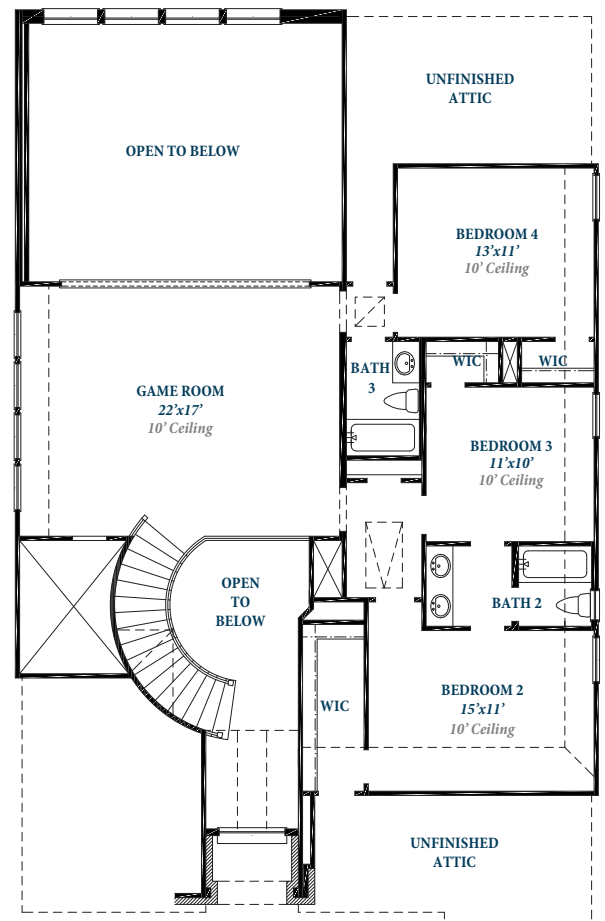 UNFINISHED
ATTIC
OPEN TO BELOW
BEDROOM 4
13'x11'
10' Ceiling
WIC
WIC
BATH
3
GAME ROOM
22'x17'
10' Ceiling
BEDROOM 3
11'x10'
10' Ceiling
OPEN
TO
BELOW
BATH 2
WIC
BEDROOM 2
15'x11'
10' Ceiling
UNFINISHED
ATTIC